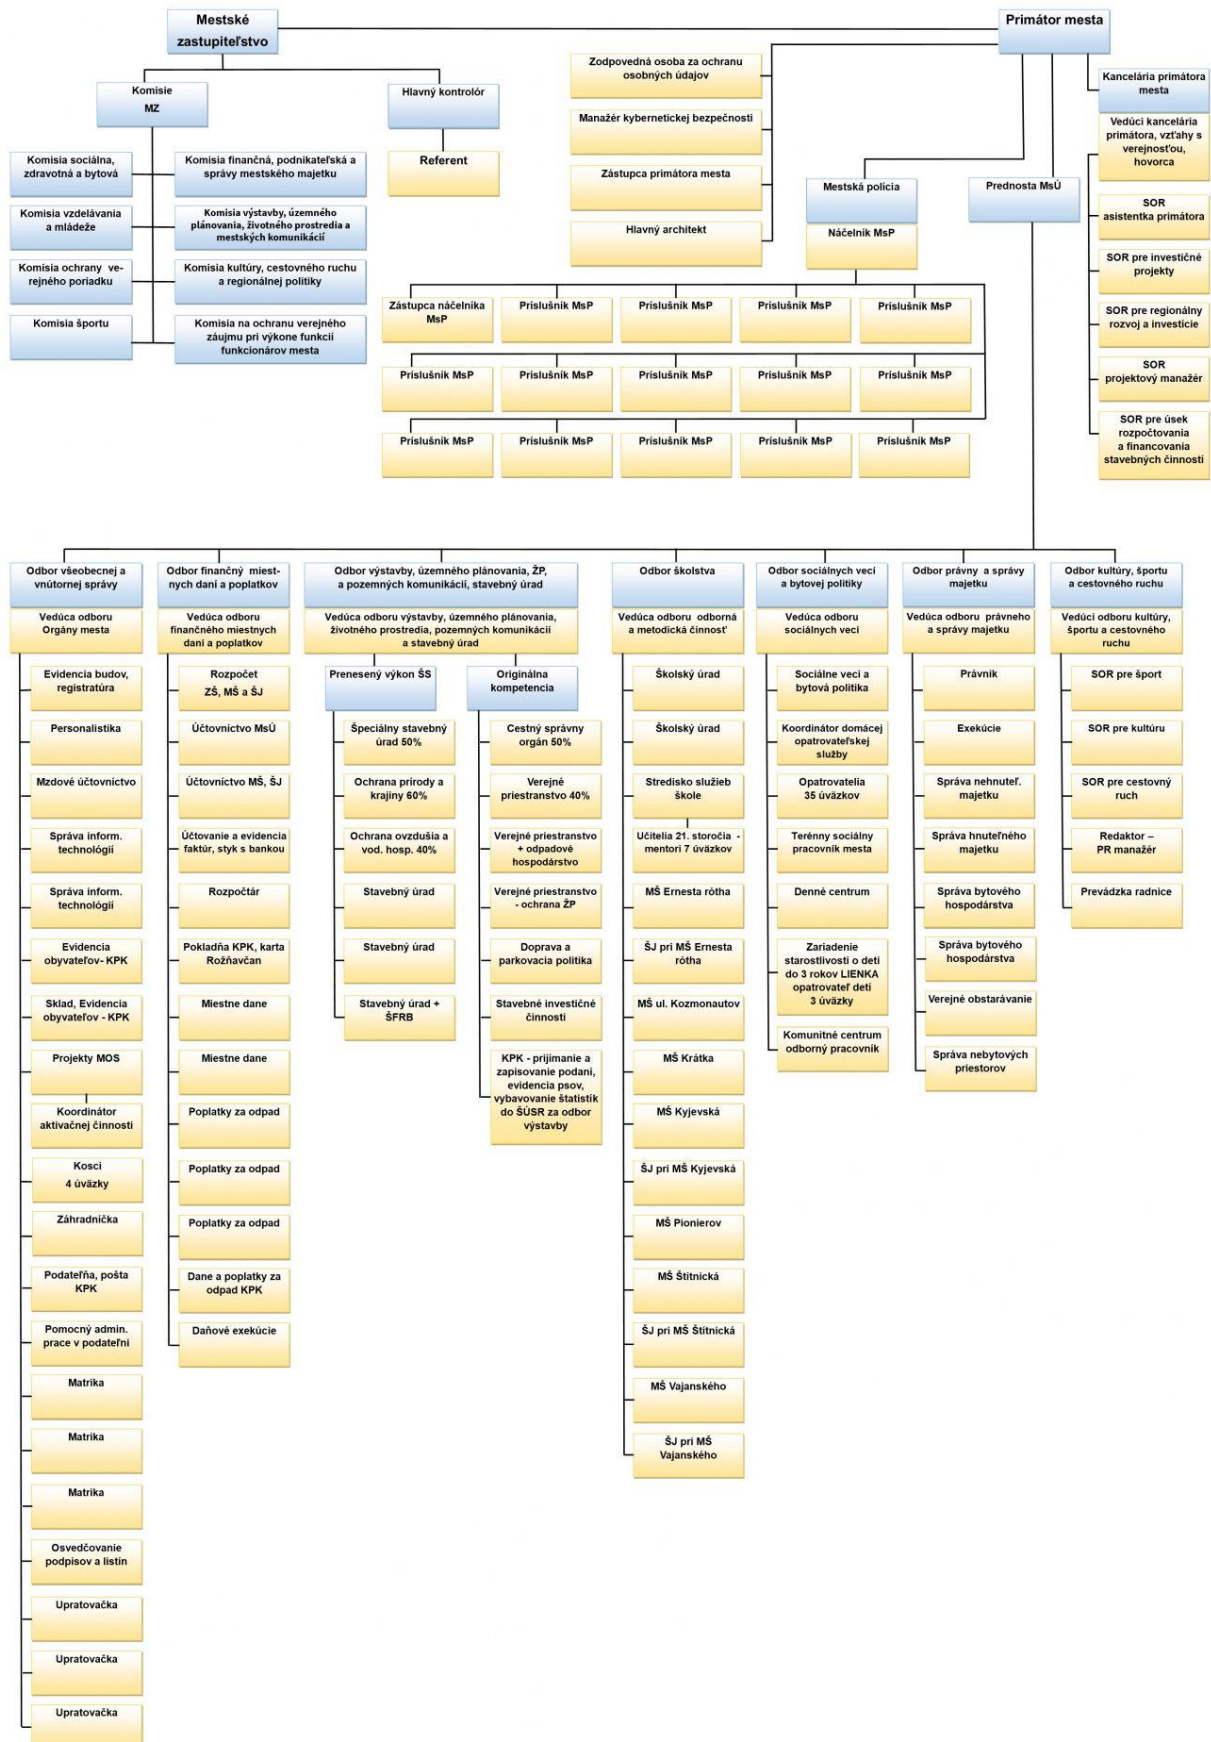 Mestské
zastupiteľstvo
Primátor mesta
Komisie
MZ
Hlavný kontrolór
Referent
Komisia sociálna,
zdravotná a bytová
Komisia finančná, podnikateľská a
správy mestského majetku
Komisia vzdelávania
a mládeže
Komisia výstavby, územného
plánovania, životného prostredia a
mestských komunikácií
Komisia ochrany ve-
rejného poriadku
Komisia kultúry, cestovného ruchu
a regionálnej politiky
Komisia športu
Komisia na ochranu verejného
záujmu pri výkone funkcií
funkcionárov mesta
Zodpovedná osoba za ochranu
osobných údajov
Manažér kybernetickej bezpečnosti
Zástupca primátora mesta
Hlavný architekt
Mestská polícia
Náčelník MsP
Prednosta MsÚ
Kancelária primátora
mesta
Vedúci kancelária
primátora, vzťahy s
verejnosťou,
hovorca
SOR
asistentka primátora
SOR pre investičné
projekty
SOR pre regionálny
rozvoj a investície
SOR
projektový manažér
SOR pre úsek
rozpočtovania
a financovania
stavebných činností
Zástupca náčelníka
MsP
Príslušník MsP
Príslušník MsP
Príslušník MsP
Príslušník MsP
Príslušník MsP
Príslušník MsP
Príslušník MsP
Príslušník MsP
Príslušník MsP
Príslušník MsP
Príslušník MsP
Príslušník MsP
Príslušník MsP
Príslušník MsP
Odbor všeobecnej a
vnútornej správy
Vedúca odboru
Orgány mesta
Evidencia budov,
registratúra
Personalistika
Mzdové účtovníctvo
Správa inform.
technológií
Správa inform.
technológií
Evidencia
obyvateľov- KPK
Sklad, Evidencia
obyvateľov - KPK
Projekty MOS
Koordinátor
aktivačnej činnosti
Kosci
4 úväzky
Záhradníčka
Podateľňa, pošta
KPK
Pomocný admin.
prace v podateľni
Matrika
Matrika
Matrika
Osvedčovanie
podpisov a listín
Upratovačka
Upratovačka
Upratovačka
Odbor finančný miest-
nych daní a poplatkov
Vedúca odboru
finančného miestnych
daní a poplatkov
Rozpočet
ZŠ, MŠ a ŠJ
Účtovníctvo MsÚ
Účtovníctvo MŠ, ŠJ
Účtovanie a evidencia
faktúr, styk s bankou
Rozpočtár
Pokladňa KPK, karta
Rožňavčan
Miestne dane
Miestne dane
Poplatky za odpad
Poplatky za odpad
Poplatky za odpad
Dane a poplatky za
odpad KPK
Daňové exekúcie
Odbor výstavby, územného plánovania, ŽP,
a pozemných komunikácií, stavebný úrad
Vedúca odboru výstavby, územného plánovania,
životného prostredia, pozemných komunikácií
a stavebný úrad
Prenesený výkon ŠS
Špeciálny stavebný
úrad 50%
Ochrana prírody a
krajiny 60%
Ochrana ovzdušia a
vod. hosp. 40%
Stavebný úrad
Stavebný úrad
Stavebný úrad +
ŠFRB
Originálna
kompetencia
Cestný správny
orgán 50%
Verejné
priestranstvo 40%
Verejné priestranstvo
+ odpadové
hospodárstvo
Verejné priestranstvo
- ochrana ŽP
Doprava a
parkovacia politika
Stavebné investičné
činnosti
KPK - prijímanie a
zapisovanie podaní,
evidencia psov,
vybavovanie štatistík
do ŠÚSR za odbor
výstavby
Odbor školstva
Vedúca odboru odborná
a metodická činnosť
Školský úrad
Školský úrad
Stredisko služieb
škole
Učitelia 21. storočia -
mentori 7 úväzkov
MŠ Ernesta rótha
ŠJ pri MŠ Ernesta
rótha
MŠ ul. Kozmonautov
MŠ Krátka
MŠ Kyjevská
ŠJ pri MŠ Kyjevská
MŠ Pionierov
MŠ Štítnická
ŠJ pri MŠ Štítnická
MŠ Vajanského
ŠJ pri MŠ
Vajanského
Odbor sociálnych vecí
a bytovej politiky
Vedúca odboru
sociálnych vecí
Sociálne veci a
bytová politika
Koordinátor domácej
opatrovateľskej
služby
Opatrovatelia
35 úväzkov
Terénny sociálny
pracovník mesta
Denné centrum
Zariadenie
starostlivosti o deti
do 3 rokov LIENKA
opatrovateľ detí
3 úväzky
Komunitné centrum
odborný pracovník
Odbor právny a správy
majetku
Vedúca odboru právneho
a správy majetku
Právnik
Exekúcie
Správa nehnuteľ.
majetku
Správa hnuteľného
majetku
Správa bytového
hospodárstva
Správa bytového
hospodárstva
Verejné obstarávanie
Správa nebytových
priestorov
Odbor kultúry, športu
a cestovného ruchu
Vedúci odboru kultúry,
športu a cestovného
ruchu
SOR pre šport
SOR pre kultúru
SOR pre cestovný
ruch
Redaktor –
PR manažér
Prevádzka radnice